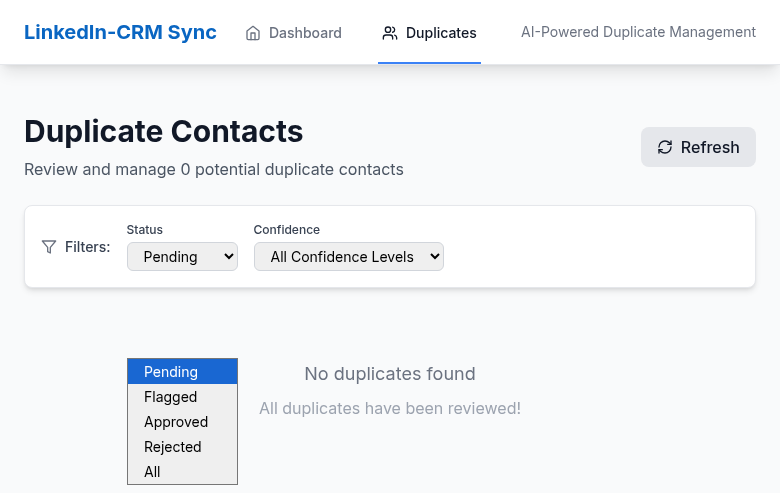 LinkedIn-CRM Sync
Dashboard
Duplicates
AI-Powered Duplicate Management
Duplicate Contacts
Review and manage 0 potential duplicate contacts
Refresh
Filters:
Status
Pending
Confidence
All Confidence Levels
Pending
Flagged
Approved
Rejected
All
No duplicates found
All duplicates have been reviewed!